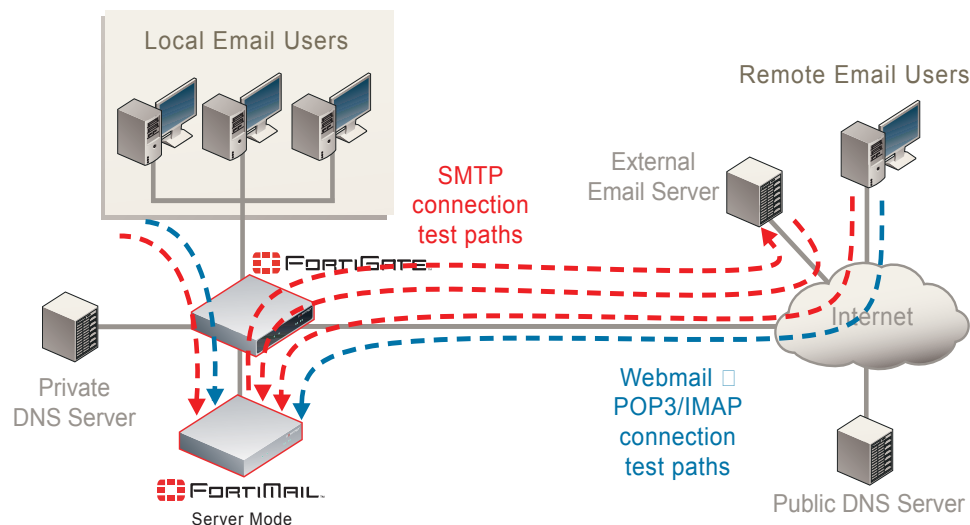 Local Email Users
Remote Email Users
External
Email Server
SMTP
connection
test paths
FORTIGATE
Internet
Private
DNS Server
Webmail □
POP3/IMAP
connection
test paths
FORTIMAIL
Server Mode
Public DNS Server